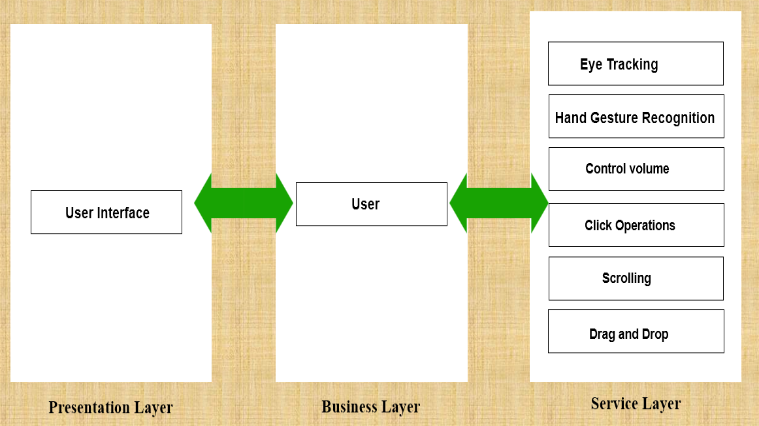 User Interface
Presentation Layer
User
Business Layer
Eye Tracking
Hand Gesture Recognition
Control volume
Click Operations
Scrolling
Drag and Drop
Service Layer